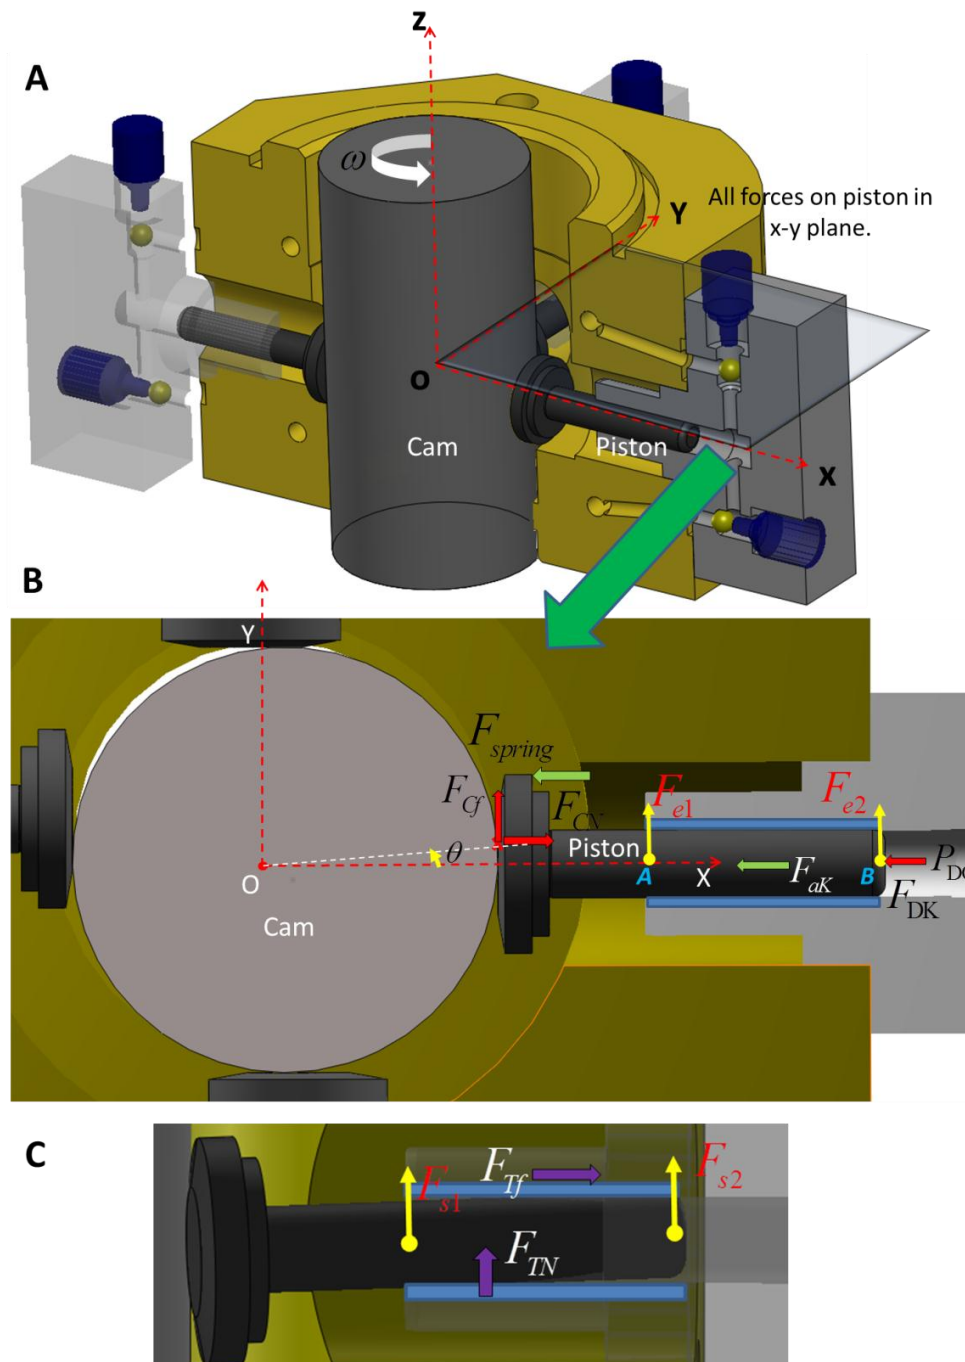 A
Z
ω
Y
All forces on piston in
x-y plane.
O
Cam
Piston
X
B
Y
F_spring
F_Cf
F_CN
F_e1
F_e2
θ
Piston
A
X
F_aK
B
P_DC
F_DK
O
Cam
C
F_s1
F_Tf
F_s2
F_TN